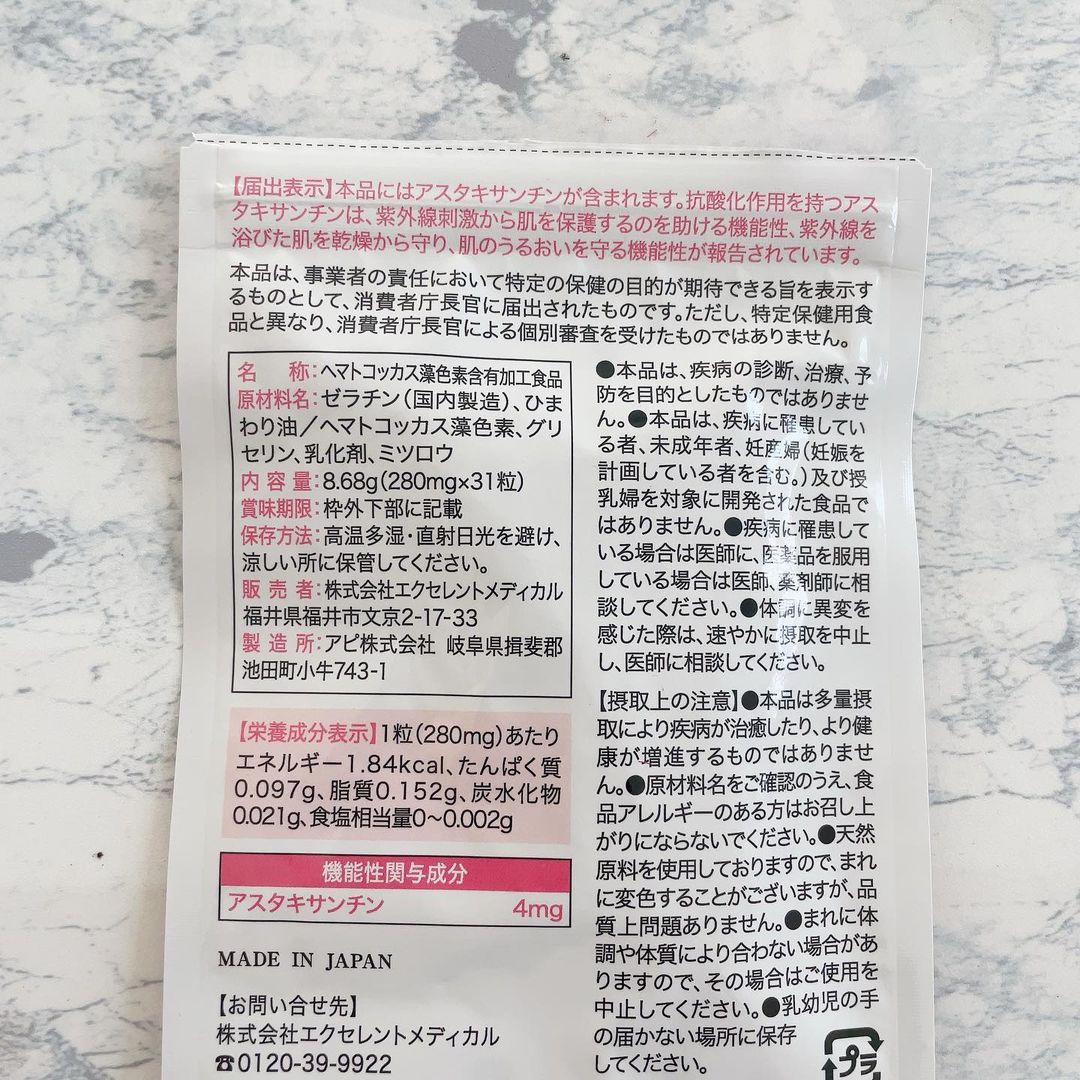 【届出表示】本品にはアスタキサンチンが含まれます。抗酸化作用を持つアス
タキサンチンは、紫外線刺激から肌を保護するのを助ける機能性、紫外線を
浴びた肌を乾燥から守り、肌のうるおいを守る機能性が報告されています。
本品は、事業者の責任において特定の保健の目的が期待できる旨を表示す
るものとして、消費者庁長官に届出されたものです。ただし、特定保健用食
品と異なり、消費者庁長官による個別審査を受けたものではありません。
名 称:ヘマトコッカス藻色素含有加工食品
原材料名:ゼラチン(国内製造)、ひま
わり油/ヘマトコッカス藻色素、グリ
セリン、乳化剤、ミツロウ
内容量:8.68g(280mg×31粒)
賞味期限:枠外下部に記載
保存方法:高温多湿・直射日光を避け、
涼しい所に保管してください。
販売者:株式会社エクセレントメディカル
福井県福井市文京2-17-33
製造所:アピ株式会社 岐阜県揖斐郡
池田町小牛743-1
【栄養成分表示】1粒(280mg)あたり
エネルギー1.84kcal、たんぱく質
0.097g、脂質0.152g、炭水化物
0.021g、食塩相当量0〜0.002g
機能性関与成分
アスタキサンチン 4mg
MADE IN JAPAN
【お問い合せ先】
株式会社エクセレントメディカル
☎0120-39-9922
●本品は、疾病の診断、治療、予
防を目的としたものではありませ
ん。●本品は、疾病に罹患してい
る者、未成年者、妊産婦(妊娠を
計画している者を含む。)及び授
乳婦を対象に開発された食品で
はありません。●疾病に罹患して
いる場合は医師に、医薬品を服用
している場合は医師、薬剤師に相
談してください。●体調に異変を
感じた際は、速やかに摂取を中止
し、医師に相談してください。
【摂取上の注意】●本品は多量摂
取により疾病が治癒したり、より健
康が増進するものではありませ
ん。●原材料名をご確認のうえ、食
品アレルギーのある方はお召し上
がりにならないでください。●天然
原料を使用しておりますので、まれ
に変色することがございますが、品
質上問題ありません。●まれに体
調や体質により合わない場合があ
りますので、その場合はご使用を
中止してください。●乳幼児の手
の届かない場所に保存
してください。
プラ